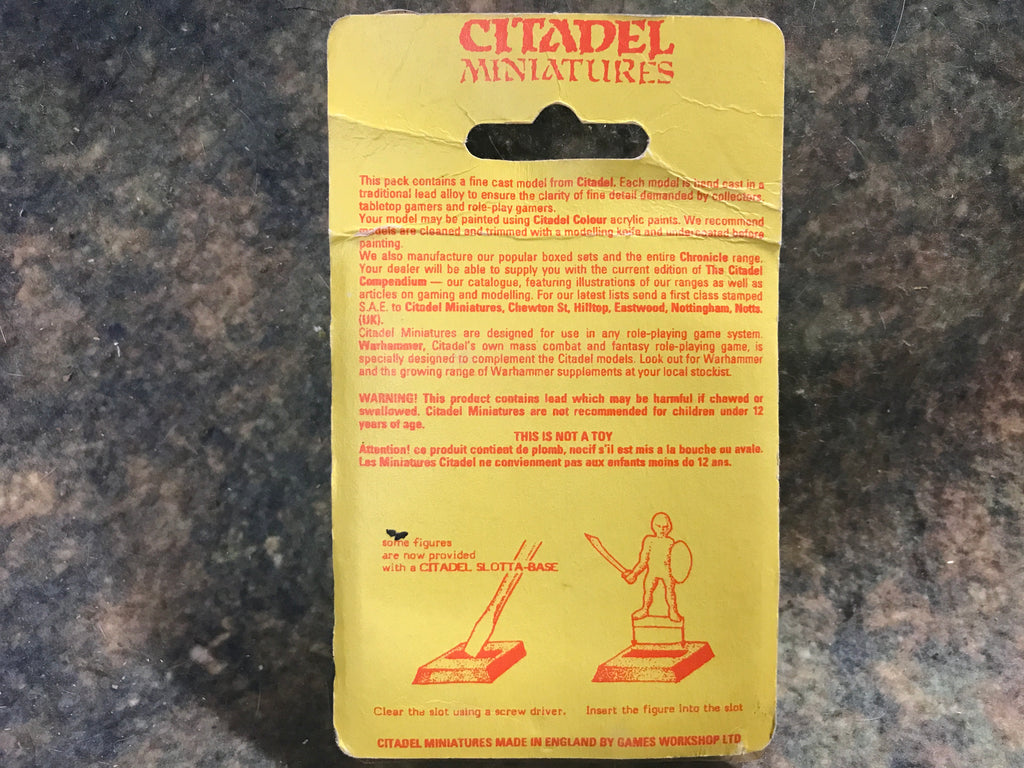 CITADEL
MINIATURES
This pack contains a fine cast model from Citadel. Each model is hand cast in a
traditional lead alloy to ensure the clarity of fine detail demanded by collectors,
tabletop gamers and role-play gamers.
Your model may be painted using Citadel Colour acrylic paints. We recommend
models are cleaned and trimmed with a modelling knife and undercoated before
painting.
We also manufacture our popular boxed sets and the entire Chronicle range.
Your dealer will be able to supply you with the current edition of The Citadel
Compendium — our catalogue, featuring illustrations of our ranges as well as
articles on gaming and modelling. For our latest lists send a first class stamped
S.A.E. to Citadel Miniatures, Chewton St, Hilltop, Eastwood, Nottingham, Notts.
(UK).
Citadel Miniatures are designed for use in any role-playing game system.
Warhammer, Citadel's own mass combat and fantasy role-playing game, is
specially designed to complement the Citadel models. Look out for Warhammer
and the growing range of Warhammer supplements at your local stockist.
WARNING! This product contains lead which may be harmful if chewed or
swallowed. Citadel Miniatures are not recommended for children under 12
years of age.
THIS IS NOT A TOY
Attention! ce produit contient de plomb, nocif s'il est mis a la bouche ou avale.
Les Miniatures Citadel ne convienment pas aux enfants moins de 12 ans.
some figures
are now provided
with a CITADEL SLOTTA-BASE
Clear the slot using a screw driver.
Insert the figure into the slot
CITADEL MINIATURES MADE IN ENGLAND BY GAMES WORKSHOP LTD